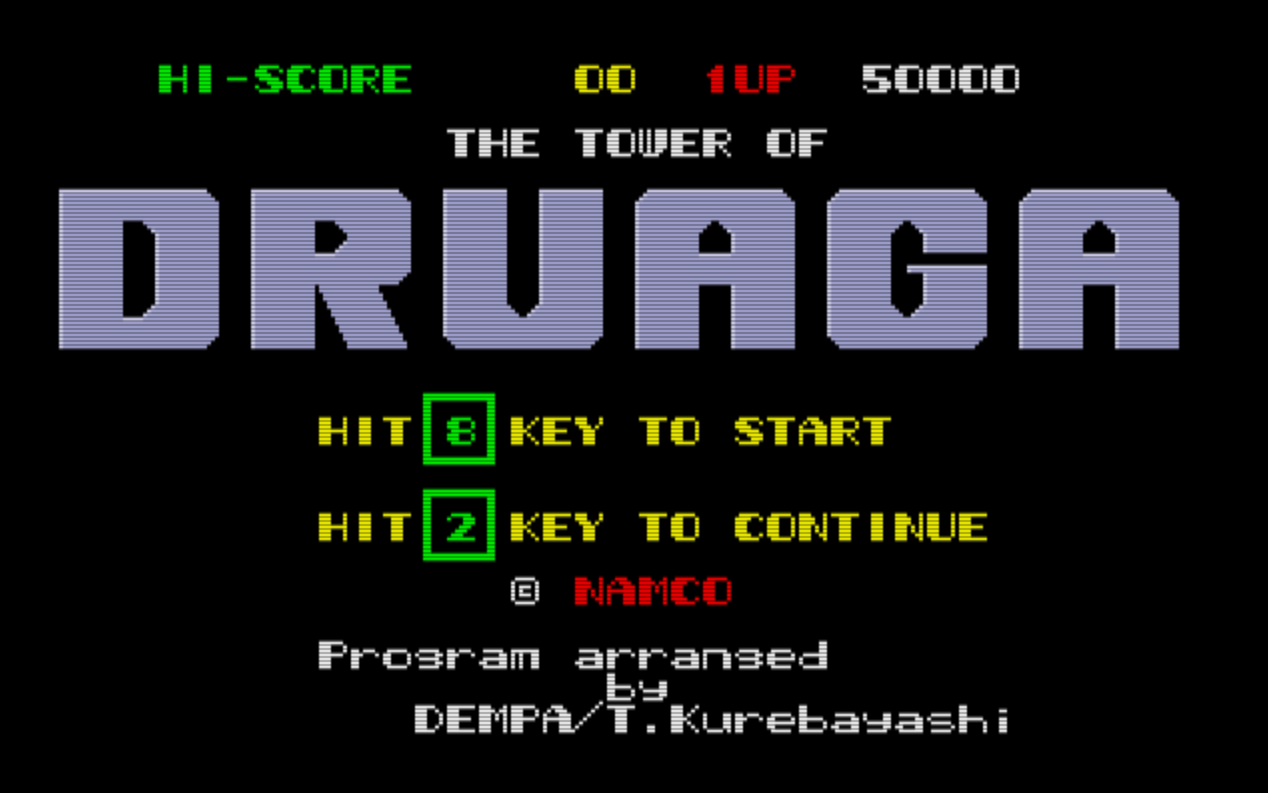 HI-SCORE 00 1UP 50000
THE TOWER OF
DRUAGA
HIT 8 KEY TO START
HIT 2 KEY TO CONTINUE
© NAMCO
Program arranged
by
DEMPA/T.Kurebayashi